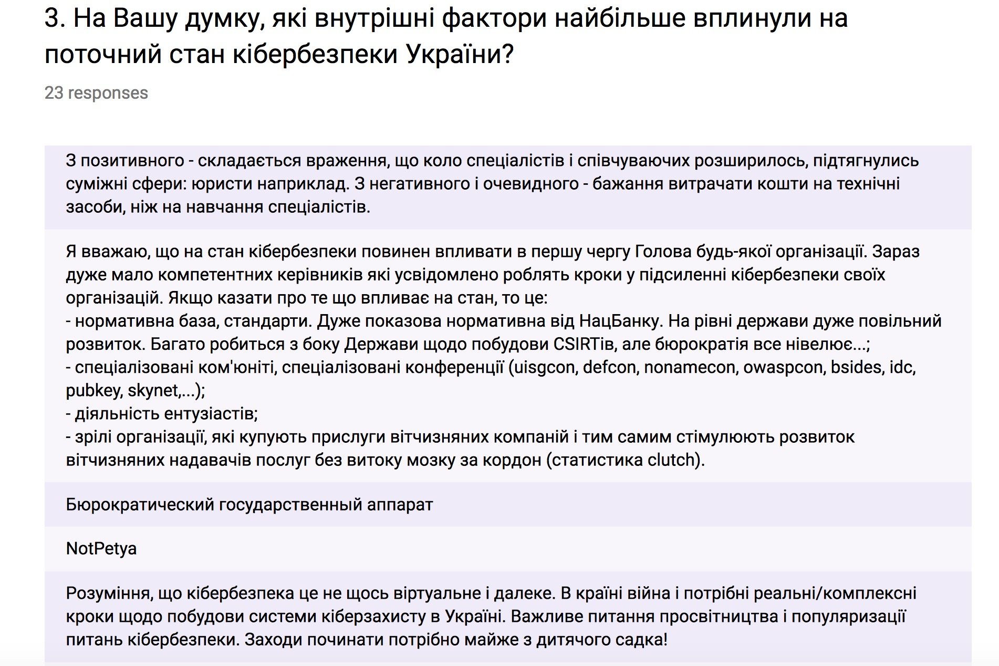 3. На Вашу думку, які внутрішні фактори найбільше вплинули на
поточний стан кібербезпеки України?
23 responses
З позитивного - складається враження, що коло спеціалістів і співчуваючих розширилось, підтягнулись
суміжні сфери: юристи наприклад. З негативного і очевидного - бажання витрачати кошти на технічні
засоби, ніж на навчання спеціалістів.
Я вважаю, що на стан кібербезпеки повинен впливати в першу чергу Голова будь-якої організації. Зараз
дуже мало компетентних керівників які усвідомлено роблять кроки у підсиленні кібербезпеки своїх
організацій. Якщо казати про те що впливає на стан, то це:
- нормативна база, стандарти. Дуже показова нормативна від НацБанку. На рівні держави дуже повільний
розвиток. Багато робиться з боку Держави щодо побудови CSIRTів, але бюрократія все нівелює...;
- спеціалізовані ком'юніті, спеціалізовані конференції (uisgcon, defcon, nonamecon, owaspcon, bsides, idc,
pubkey, skynet,...);
- діяльність ентузіастів;
- зрілі організації, які купують прислуги вітчизняних компаній і тим самим стімулюють розвиток
вітчизняних надавачів послуг без витоку мозку за кордон (статистика clutch).
Бюрократический государственный аппарат
NotPetya
Розуміння, що кібербезпека це не щось віртуальне і далеке. В країні війна і потрібні реальні/комплексні
кроки щодо побудови системи кіберзахисту в Україні. Важливе питання просвітництва і популяризації
питань кібербезпеки. Заходи починати потрібно майже з дитячого садка!